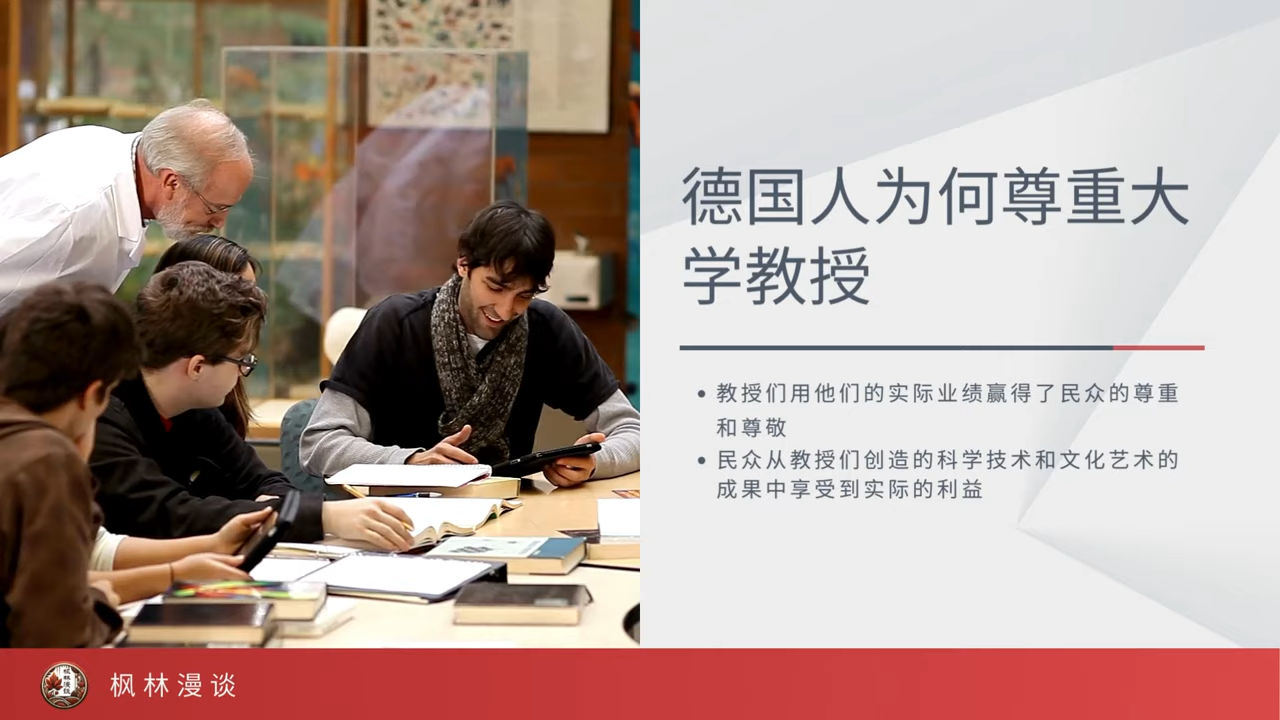 德国人为何尊重大
学教授
教授们用他们的实际业绩赢得了民众的尊重
和尊敬
民众从教授们创造的科学技术和文化艺术的
成果中享受到实际的利益
枫林漫谈